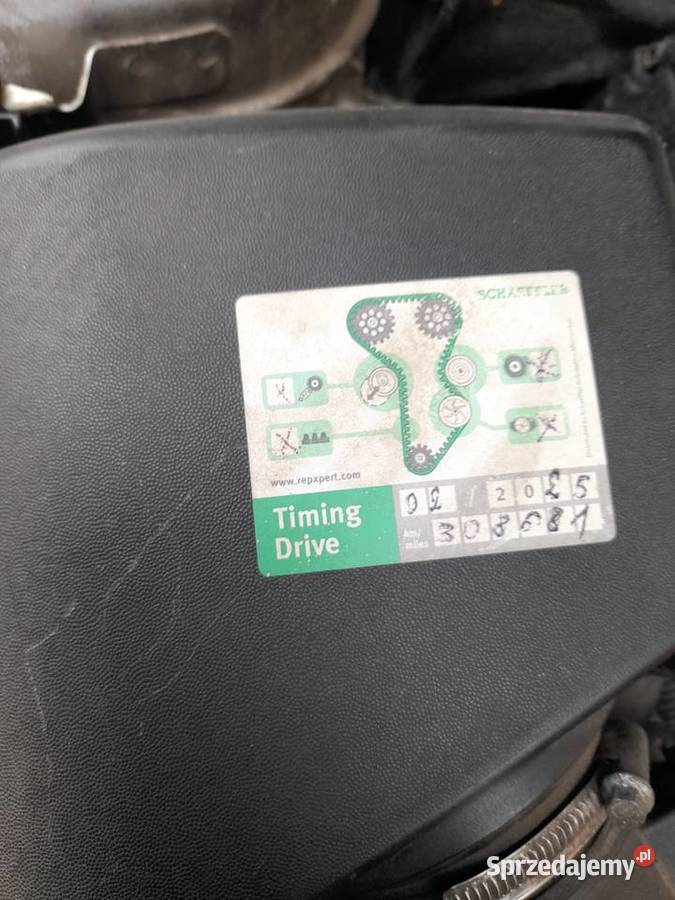 SCHAEFFLER
www.repxpert.com
Timing Drive
02 / 2025
km/miles 308681
Sprzedajemy.pl